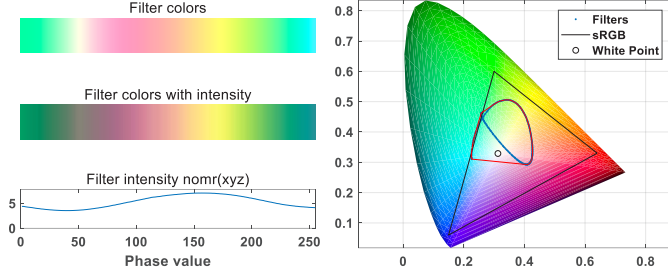 Filter colors
Filter colors with intensity
Filter intensity nomr(xyz)
5
0
0 50 100 150 200 250
Phase value
0.8
0.7
0.6
0.5
0.4
0.3
0.2
0.1
0 0.2 0.4 0.6 0.8
Filters
sRGB
White Point